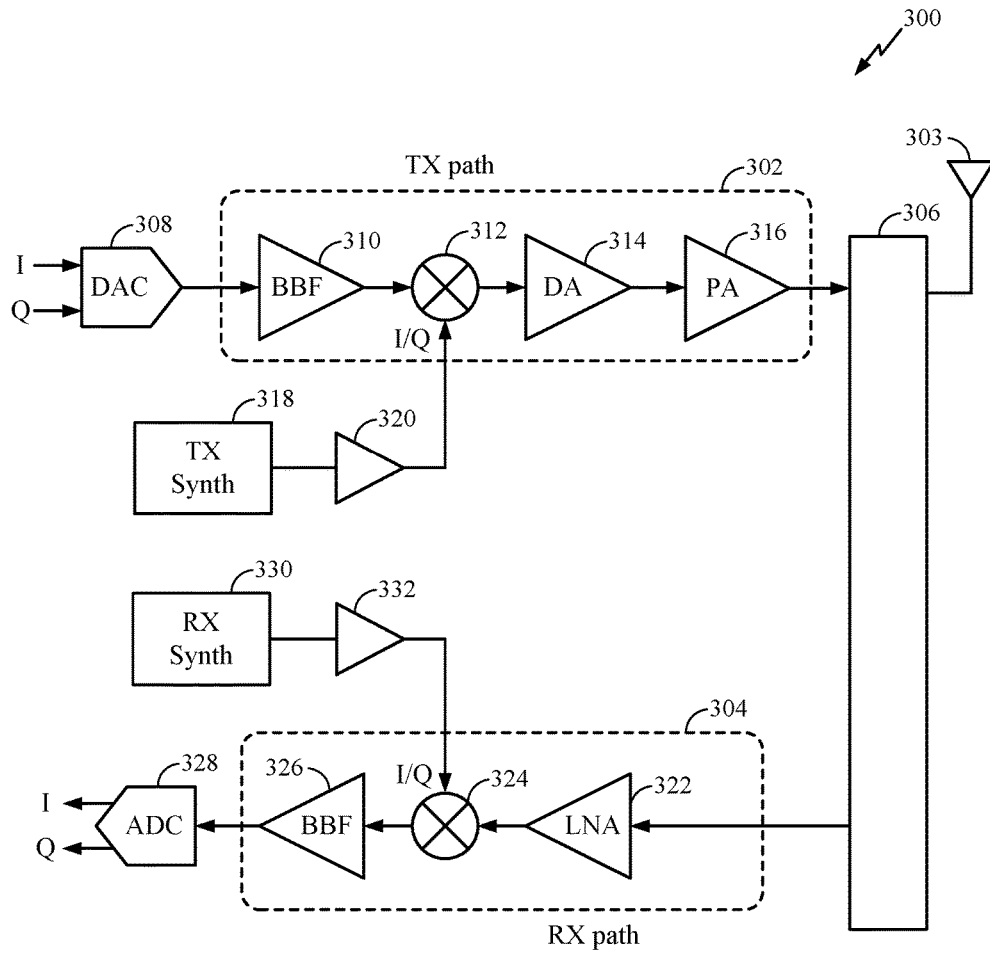 300
303
TX path
302
306
308
310
312
314
316
I
Q
DAC
BBF
DA
PA
I/Q
318
320
TX
Synth
330
332
RX
Synth
304
328
326
I/Q
324
322
I
Q
ADC
BBF
LNA
RX path